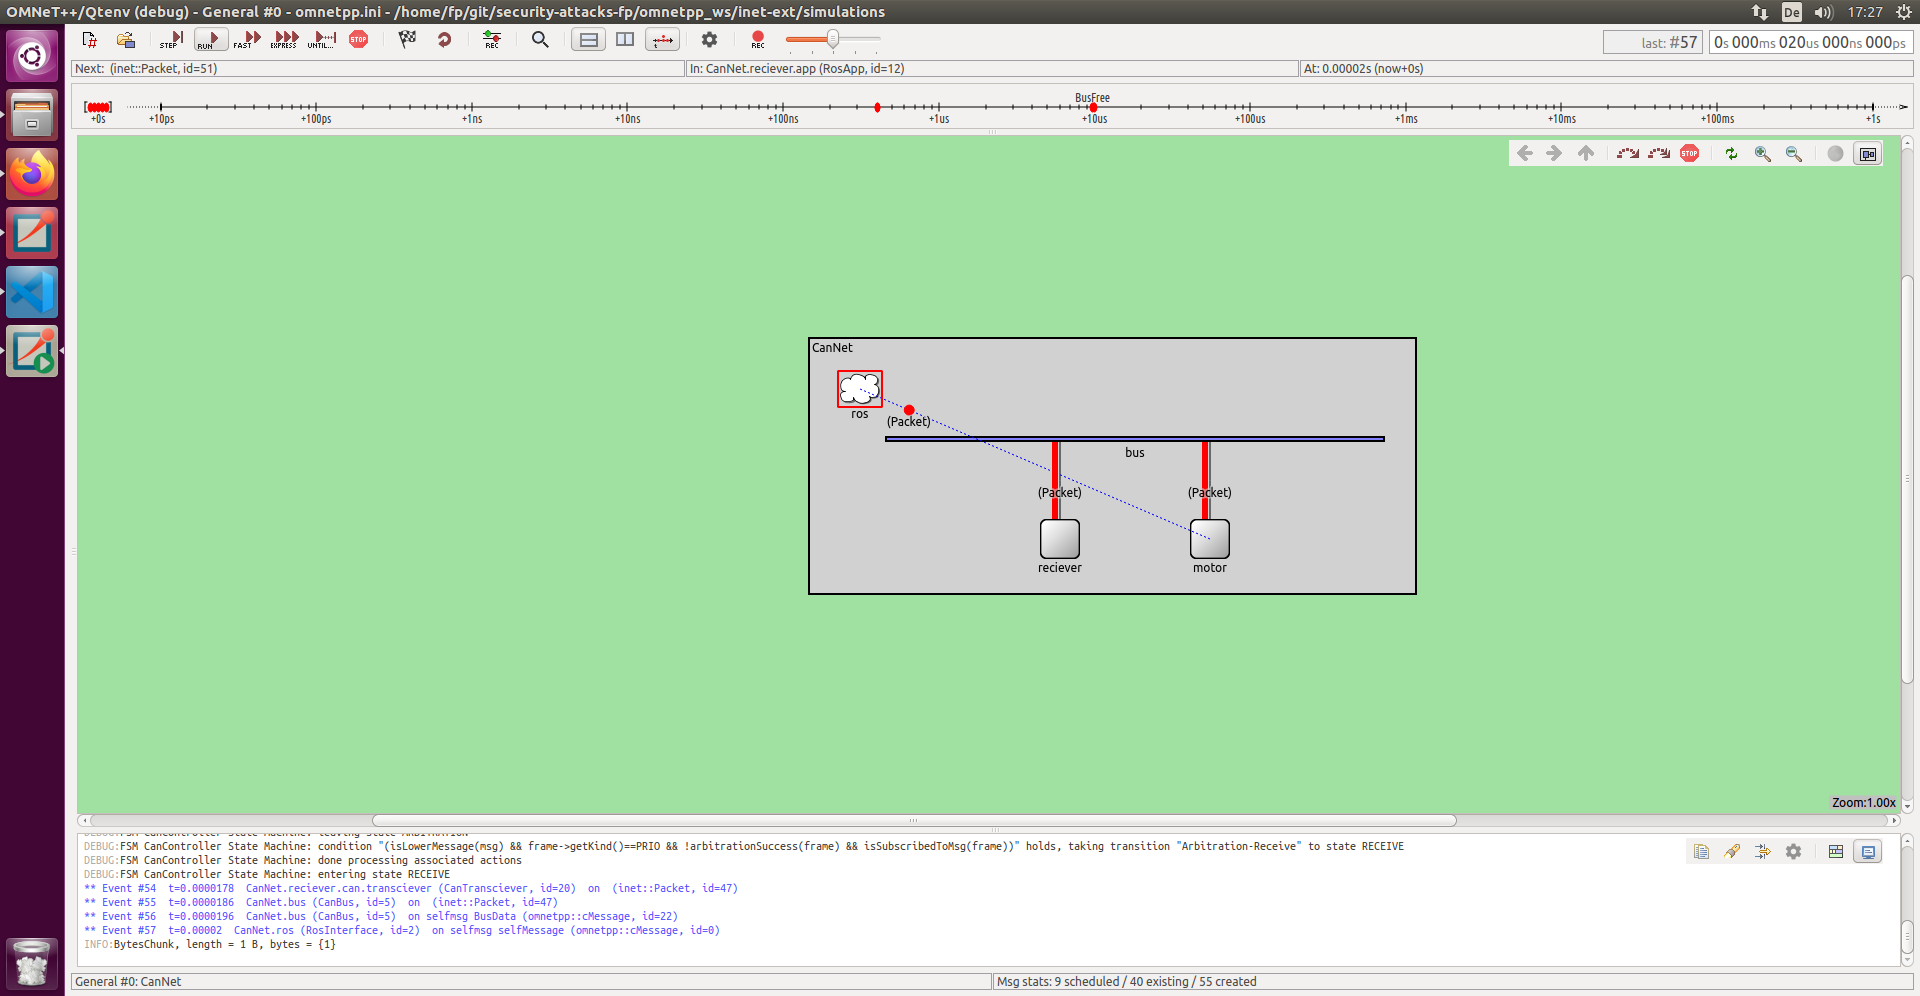 OMNeT++/Qtenv (debug) - General #0 - omnetpp.ini - /home/fp/git/security-attacks-fp/omnetpp_ws/inet-ext/simulations
De 17:27
STEP RUN FAST EXPRESS UNTIL... STOP REC REC last: #57 0s 000ms 020us 000ns 000ps
Next: (inet::Packet, id=51) In: CanNet.reciever.app (RosApp, id=12) At: 0.00002s (now+0s)
BusFree
+0s +10ps +100ps +1ns +10ns +100ns +1us +10us +100us +1ms +10ms +100ms +1s
STOP
CanNet
ros
(Packet)
bus
(Packet) (Packet)
reciever motor
Zoom:1.00x
DEBUG:FSM CanController State Machine: leaving state ARBITRATION
DEBUG:FSM CanController State Machine: condition "(isLowerMessage(msg) && frame->getKind()==PRIO && !arbitrationSuccess(frame) && isSubscribedToMsg(frame))" holds, taking transition "Arbitration-Receive" to state RECEIVE
DEBUG:FSM CanController State Machine: done processing associated actions
DEBUG:FSM CanController State Machine: entering state RECEIVE
** Event #54 t=0.0000178 CanNet.reciever.can.transciever (CanTransciever, id=20) on (inet::Packet, id=47)
** Event #55 t=0.0000186 CanNet.bus (CanBus, id=5) on (inet::Packet, id=47)
** Event #56 t=0.0000196 CanNet.bus (CanBus, id=5) on selfmsg BusData (omnetpp::cMessage, id=22)
** Event #57 t=0.00002 CanNet.ros (RosInterface, id=2) on selfmsg selfMessage (omnetpp::cMessage, id=0)
INFO:BytesChunk, length = 1 B, bytes = {1}
General #0: CanNet Msg stats: 9 scheduled / 40 existing / 55 created